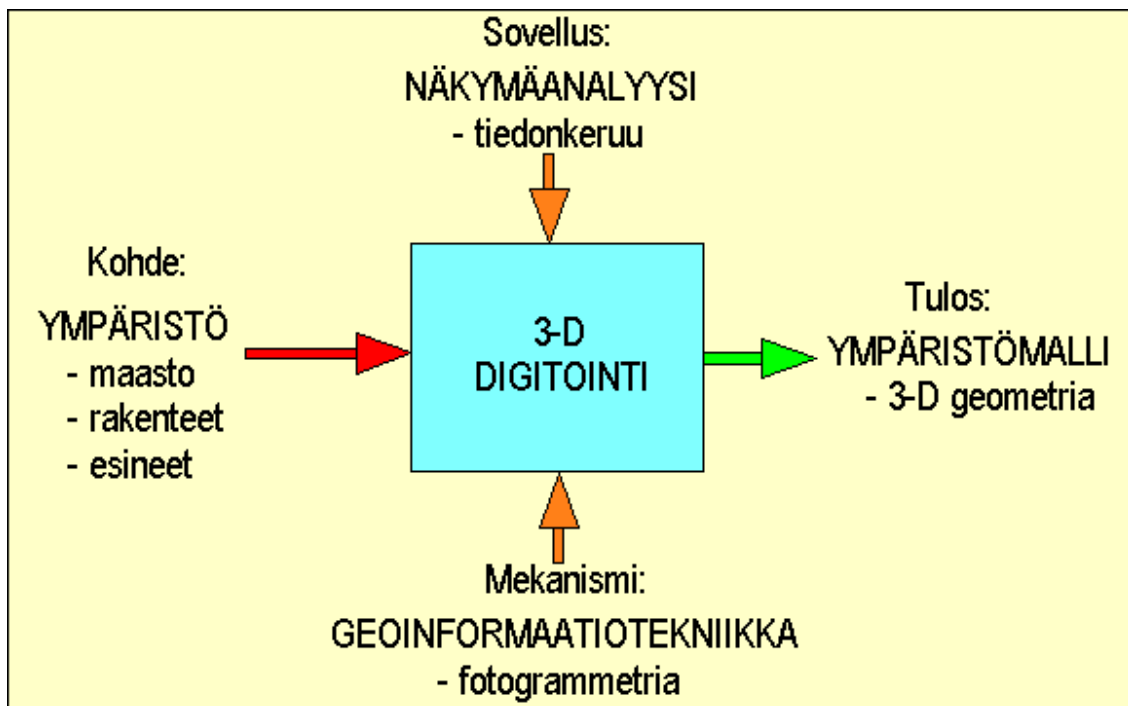 Sovellus:
NÄKYMÄANALYYSI
- tiedonkeruu
Kohde:
YMPÄRISTÖ
- maasto
- rakenteet
- esineet
3-D
DIGITOINTI
Tulos:
YMPÄRISTÖMALLI
- 3-D geometria
Mekanismi:
GEOINFORMAATIOTEKNIIKKA
- fotogrammetria